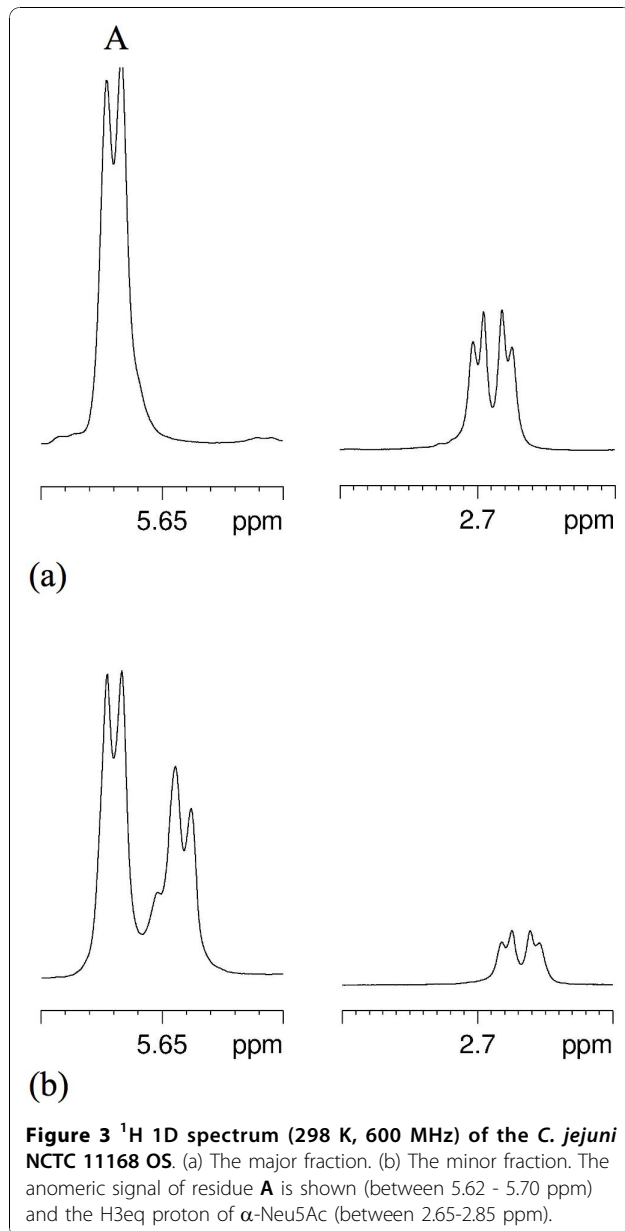 A
5.65 ppm 2.7 ppm
(a)
5.65 ppm 2.7 ppm
(b)
Figure 3 ¹H 1D spectrum (298 K, 600 MHz) of the C. jejuni
NCTC 11168 OS. (a) The major fraction. (b) The minor fraction. The
anomeric signal of residue A is shown (between 5.62 - 5.70 ppm)
and the H3eq proton of α-Neu5Ac (between 2.65-2.85 ppm).